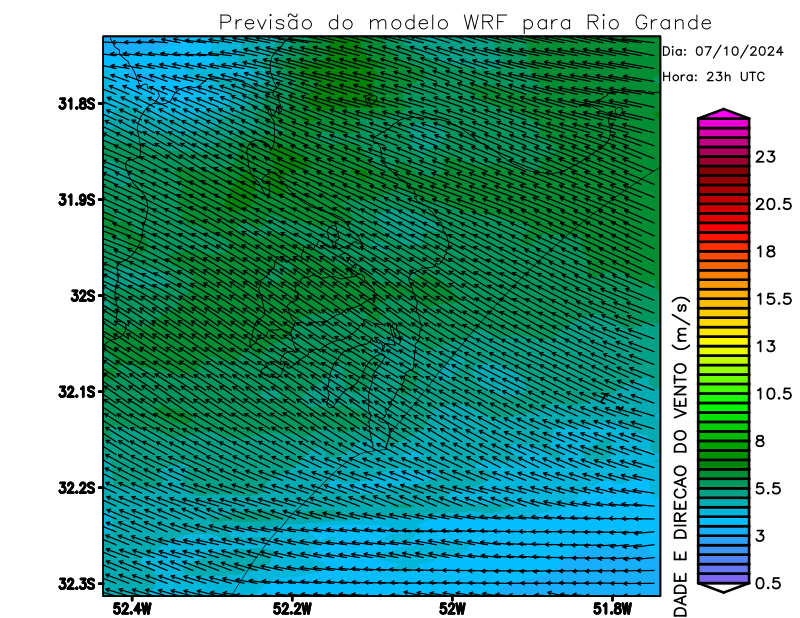 Previsão do modelo WRF para Rio Grande
Dia: 07/10/2024
Hora: 23h UTC
31.8S
31.9S
32S
32.1S
32.2S
32.3S
52.4W
52.2W
52W
51.8W
23
20.5
18
15.5
13
10.5
8
5.5
3
0.5
DADE E DIRECAO DO VENTO (m/s)